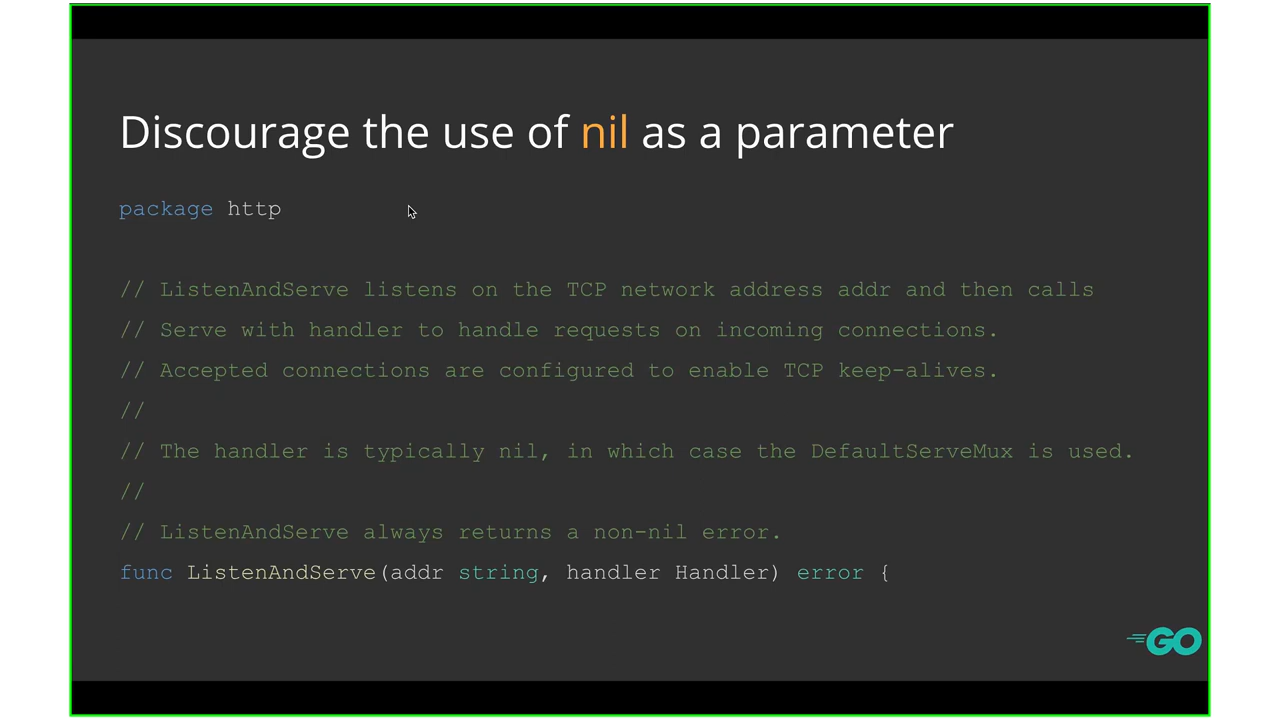 Discourage the use of nil as a parameter
package http
// ListenAndServe listens on the TCP network address addr and then calls
// Serve with handler to handle requests on incoming connections.
// Accepted connections are configured to enable TCP keep-alives.
//
// The handler is typically nil, in which case the DefaultServeMux is used.
//
// ListenAndServe always returns a non-nil error.
func ListenAndServe(addr string, handler Handler) error {
GO